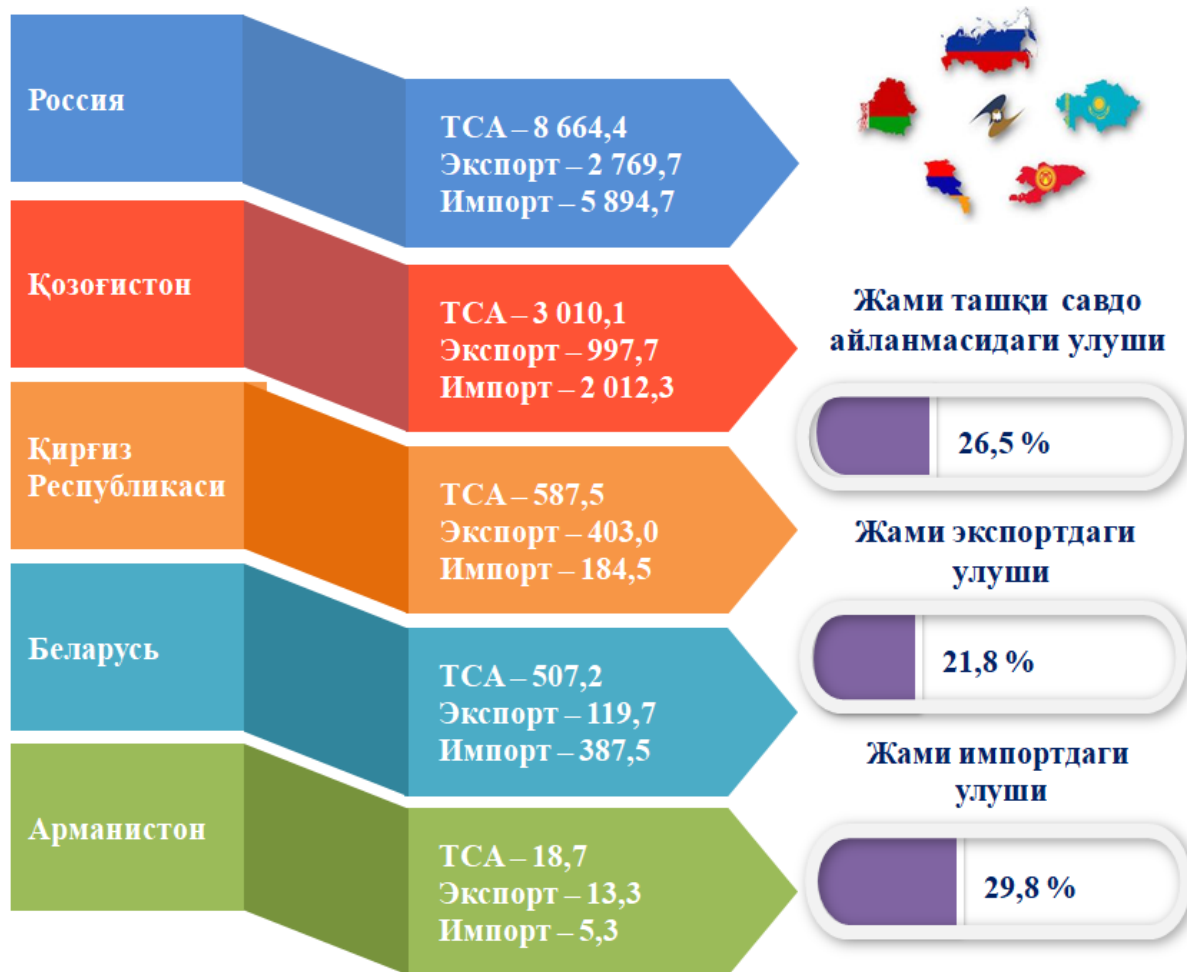 Россия
ТСА – 8 664,4
Экспорт – 2 769,7
Импорт – 5 894,7
Қозоғистон
ТСА – 3 010,1
Экспорт – 997,7
Импорт – 2 012,3
Қирғиз
Республикаси
ТСА – 587,5
Экспорт – 403,0
Импорт – 184,5
Беларусь
ТСА – 507,2
Экспорт – 119,7
Импорт – 387,5
Арманистон
ТСА – 18,7
Экспорт – 13,3
Импорт – 5,3
Жами ташқи савдо
айланмасидаги улуши
26,5 %
Жами экспортдаги
улуши
21,8 %
Жами импортдаги
улуши
29,8 %